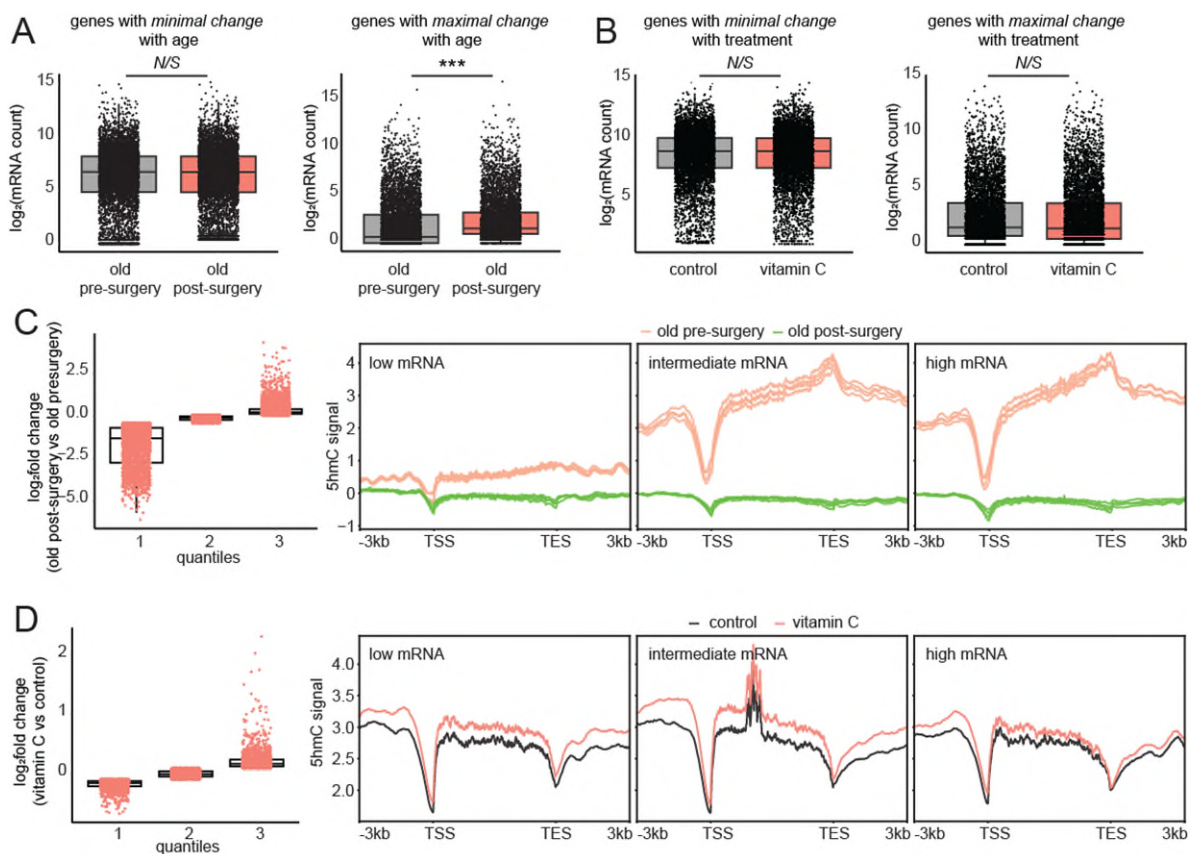 A
genes with minimal change
with age
N/S
log₂(mRNA count)
15
10
5
0
old
pre-surgery
old
post-surgery
genes with maximal change
with age
***
log₂(mRNA count)
15
10
5
0
old
pre-surgery
old
post-surgery
B
genes with minimal change
with treatment
N/S
log₂(mRNA count)
15
10
5
control
vitamin C
genes with maximal change
with treatment
N/S
log₂(mRNA count)
15
10
5
0
control
vitamin C
C
log₂fold change
(old post-surgery vs old presurgery)
2.5
0.0
−2.5
−5.0
1 2 3
quantiles
old pre-surgery
old post-surgery
5hmC signal
4
3
2
1
0
−1
low mRNA
intermediate mRNA
high mRNA
-3kb TSS TES 3kb
-3kb TSS TES 3kb
-3kb TSS TES 3kb
D
log₂fold change
(vitamin C vs control)
2
1
0
1 2 3
quantiles
control
vitamin C
5hmC signal
4.0
3.5
3.0
2.5
2.0
low mRNA
intermediate mRNA
high mRNA
-3kb TSS TES 3kb
-3kb TSS TES 3kb
-3kb TSS TES 3kb